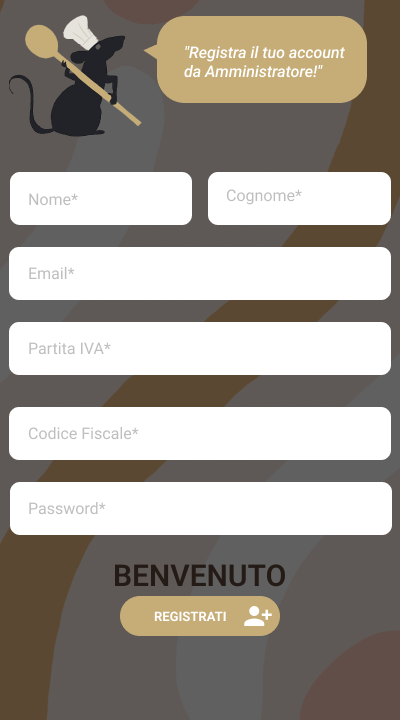 "Registra il tuo account
da Amministratore!"
Nome*
Cognome*
Email*
Partita IVA*
Codice Fiscale*
Password*
BENVENUTO
REGISTRATI